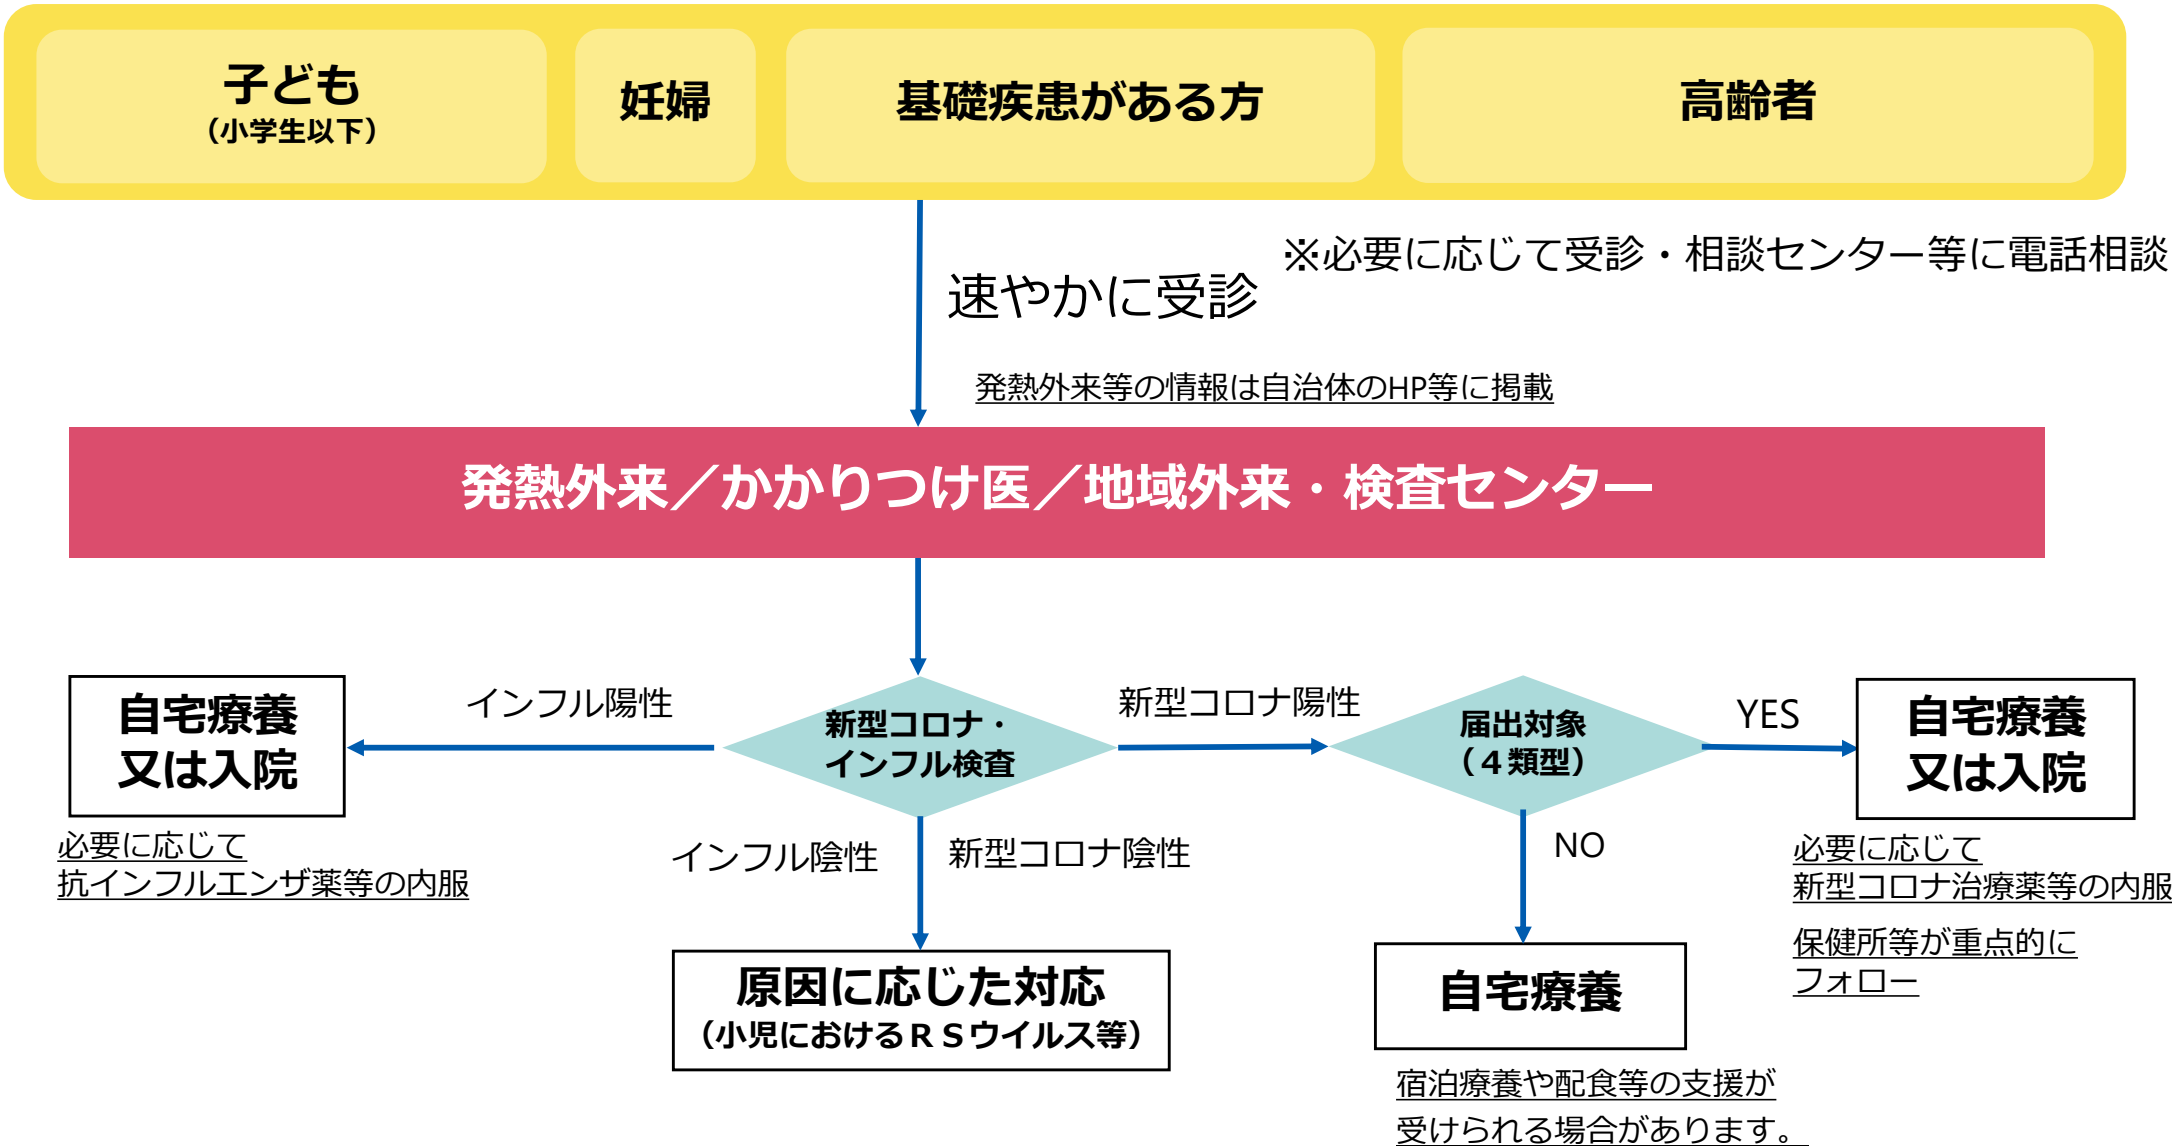 子ども
（小学生以下）
妊婦
基礎疾患がある方
高齢者
※必要に応じて受診・相談センター等に電話相談
速やかに受診
発熱外来等の情報は自治体のHP等に掲載
発熱外来／かかりつけ医／地域外来・検査センター
自宅療養
又は入院
必要に応じて
抗インフルエンザ薬等の内服
インフル陽性
新型コロナ・
インフル検査
新型コロナ陽性
届出対象
（４類型）
YES
自宅療養
又は入院
必要に応じて
新型コロナ治療薬等の内服
保健所等が重点的に
フォロー
インフル陰性
新型コロナ陰性
NO
原因に応じた対応
（小児におけるＲＳウイルス等）
自宅療養
宿泊療養や配食等の支援が
受けられる場合があります。